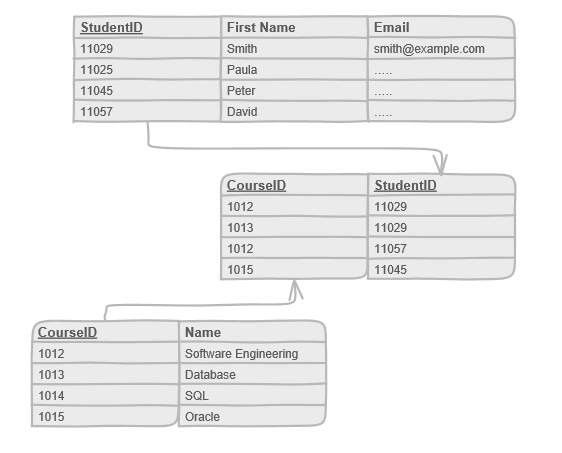 StudentID First Name Email
11029 Smith smith@example.com
11025 Paula .....
11045 Peter .....
11057 David .....
CourseID StudentID
1012 11029
1013 11029
1012 11057
1015 11045
CourseID Name
1012 Software Engineering
1013 Database
1014 SQL
1015 Oracle